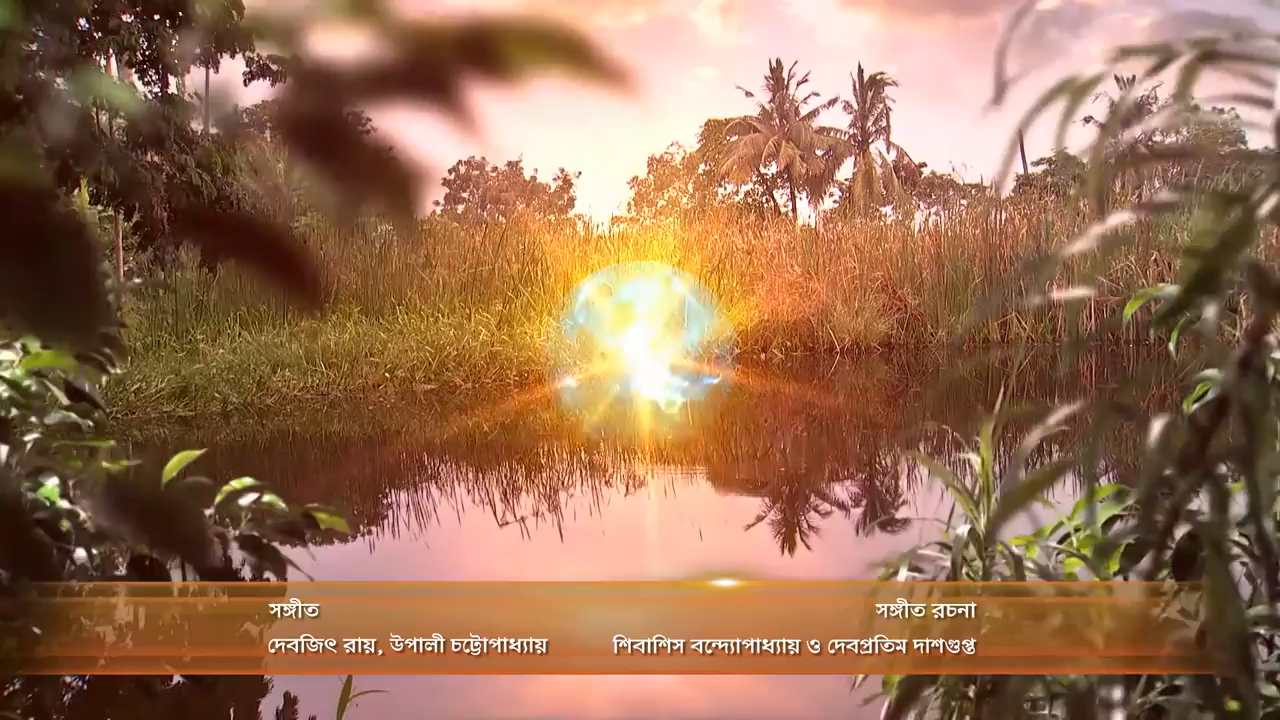 সঙ্গীত
দেবজিৎ রায়, উপালী চট্টোপাধ্যায়
সঙ্গীত রচনা
শিবাশিস বন্দ্যোপাধ্যায় ও দেবপ্রতিম দাশগুপ্ত